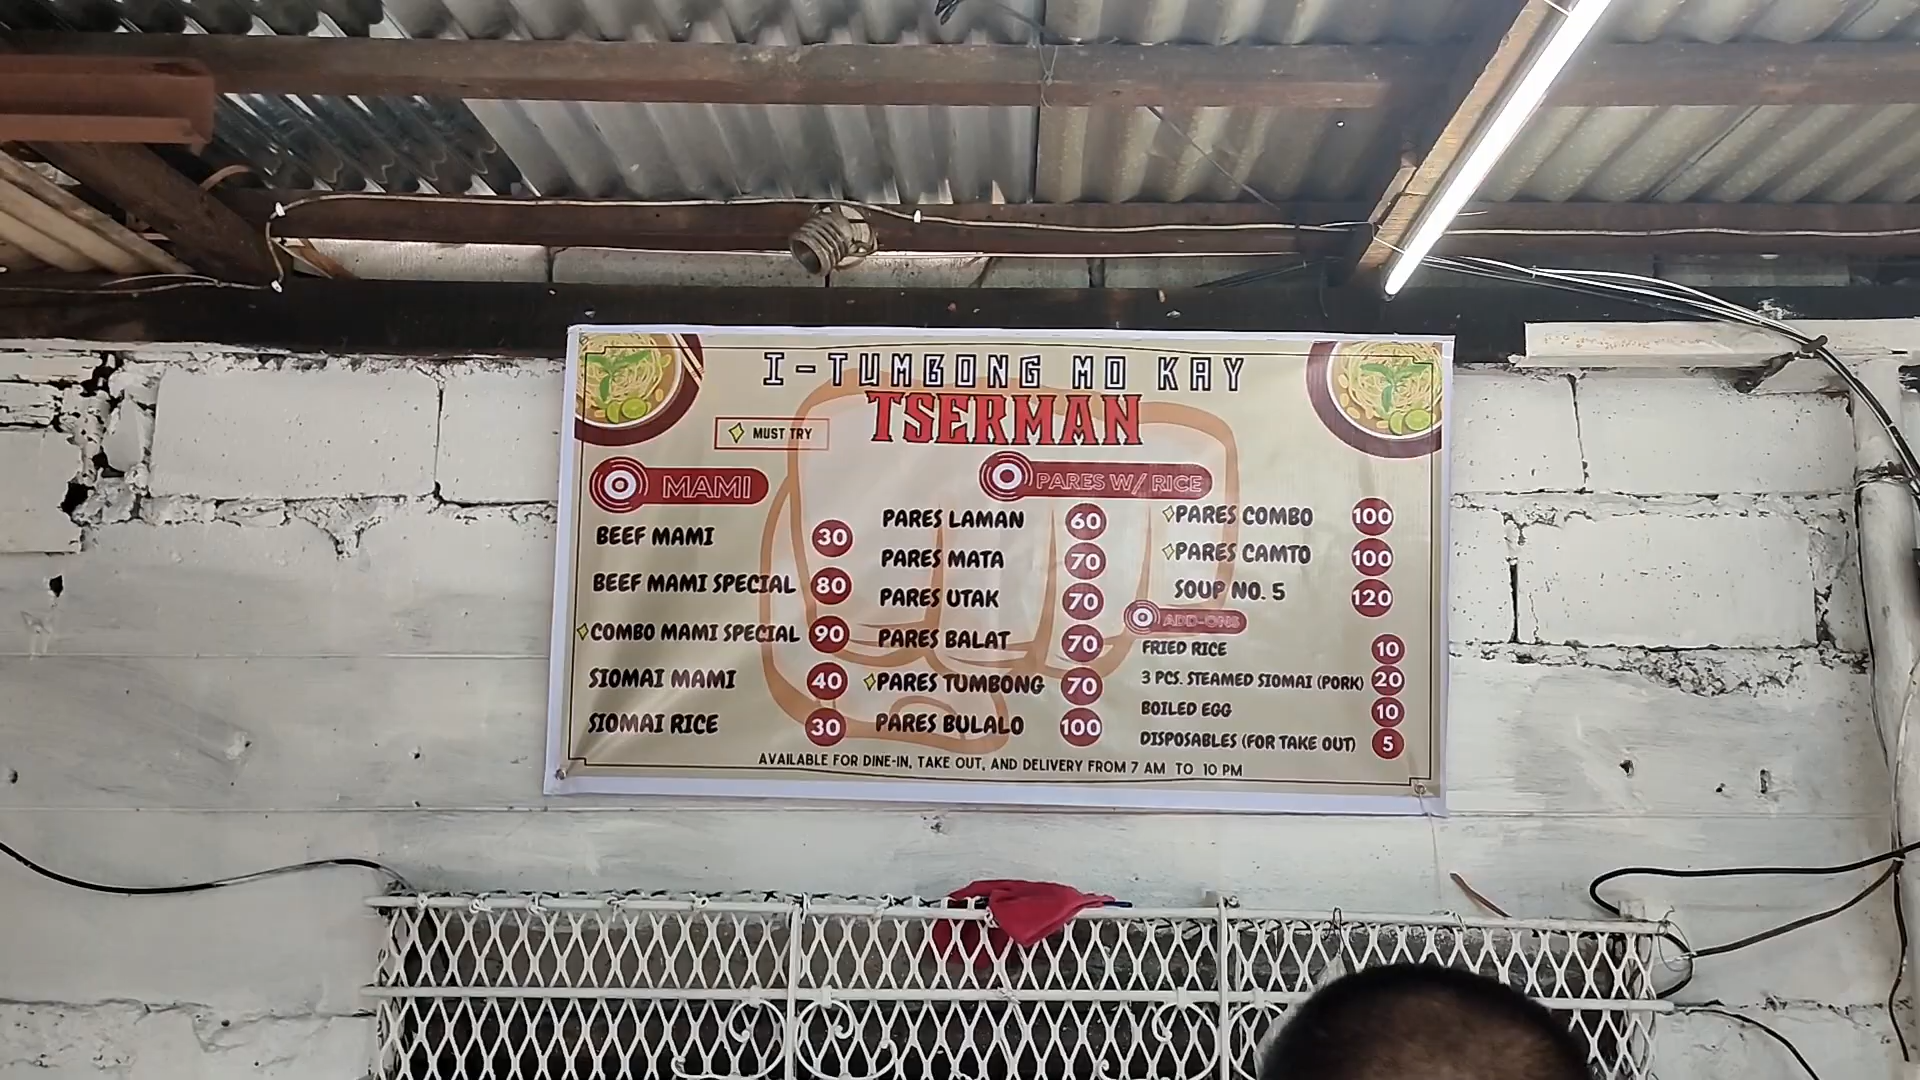 I-TUMBONG MO KAY
TSERMAN
MUST TRY
MAMI
BEEF MAMI 30
BEEF MAMI SPECIAL 80
COMBO MAMI SPECIAL 90
SIOMAI MAMI 40
SIOMAI RICE 30
PARES W/ RICE
PARES LAMAN 60
PARES MATA 70
PARES UTAK 70
PARES BALAT 70
PARES TUMBONG 70
PARES BULALO 100
PARES COMBO 100
PARES CAMTO 100
SOUP NO. 5 120
ADD-ONS
FRIED RICE 10
3 PCS. STEAMED SIOMAI (PORK) 20
BOILED EGG 10
DISPOSABLES (FOR TAKE OUT) 5
AVAILABLE FOR DINE-IN, TAKE OUT, AND DELIVERY FROM 7 AM TO 10 PM